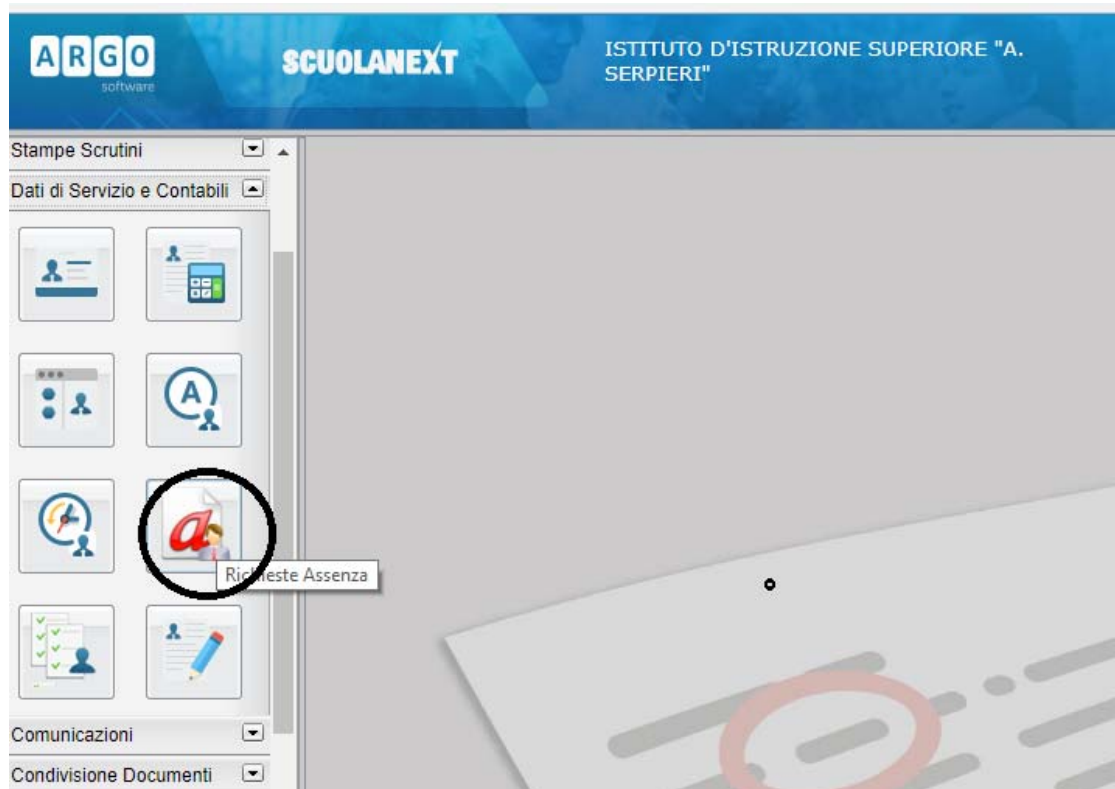 ARGO
software
SCUOLANEXT
ISTITUTO D'ISTRUZIONE SUPERIORE "A.
SERPIERI"
Stampe Scrutini
Dati di Servizio e Contabili
A
a
Richieste Assenza
Comunicazioni
Condivisione Documenti